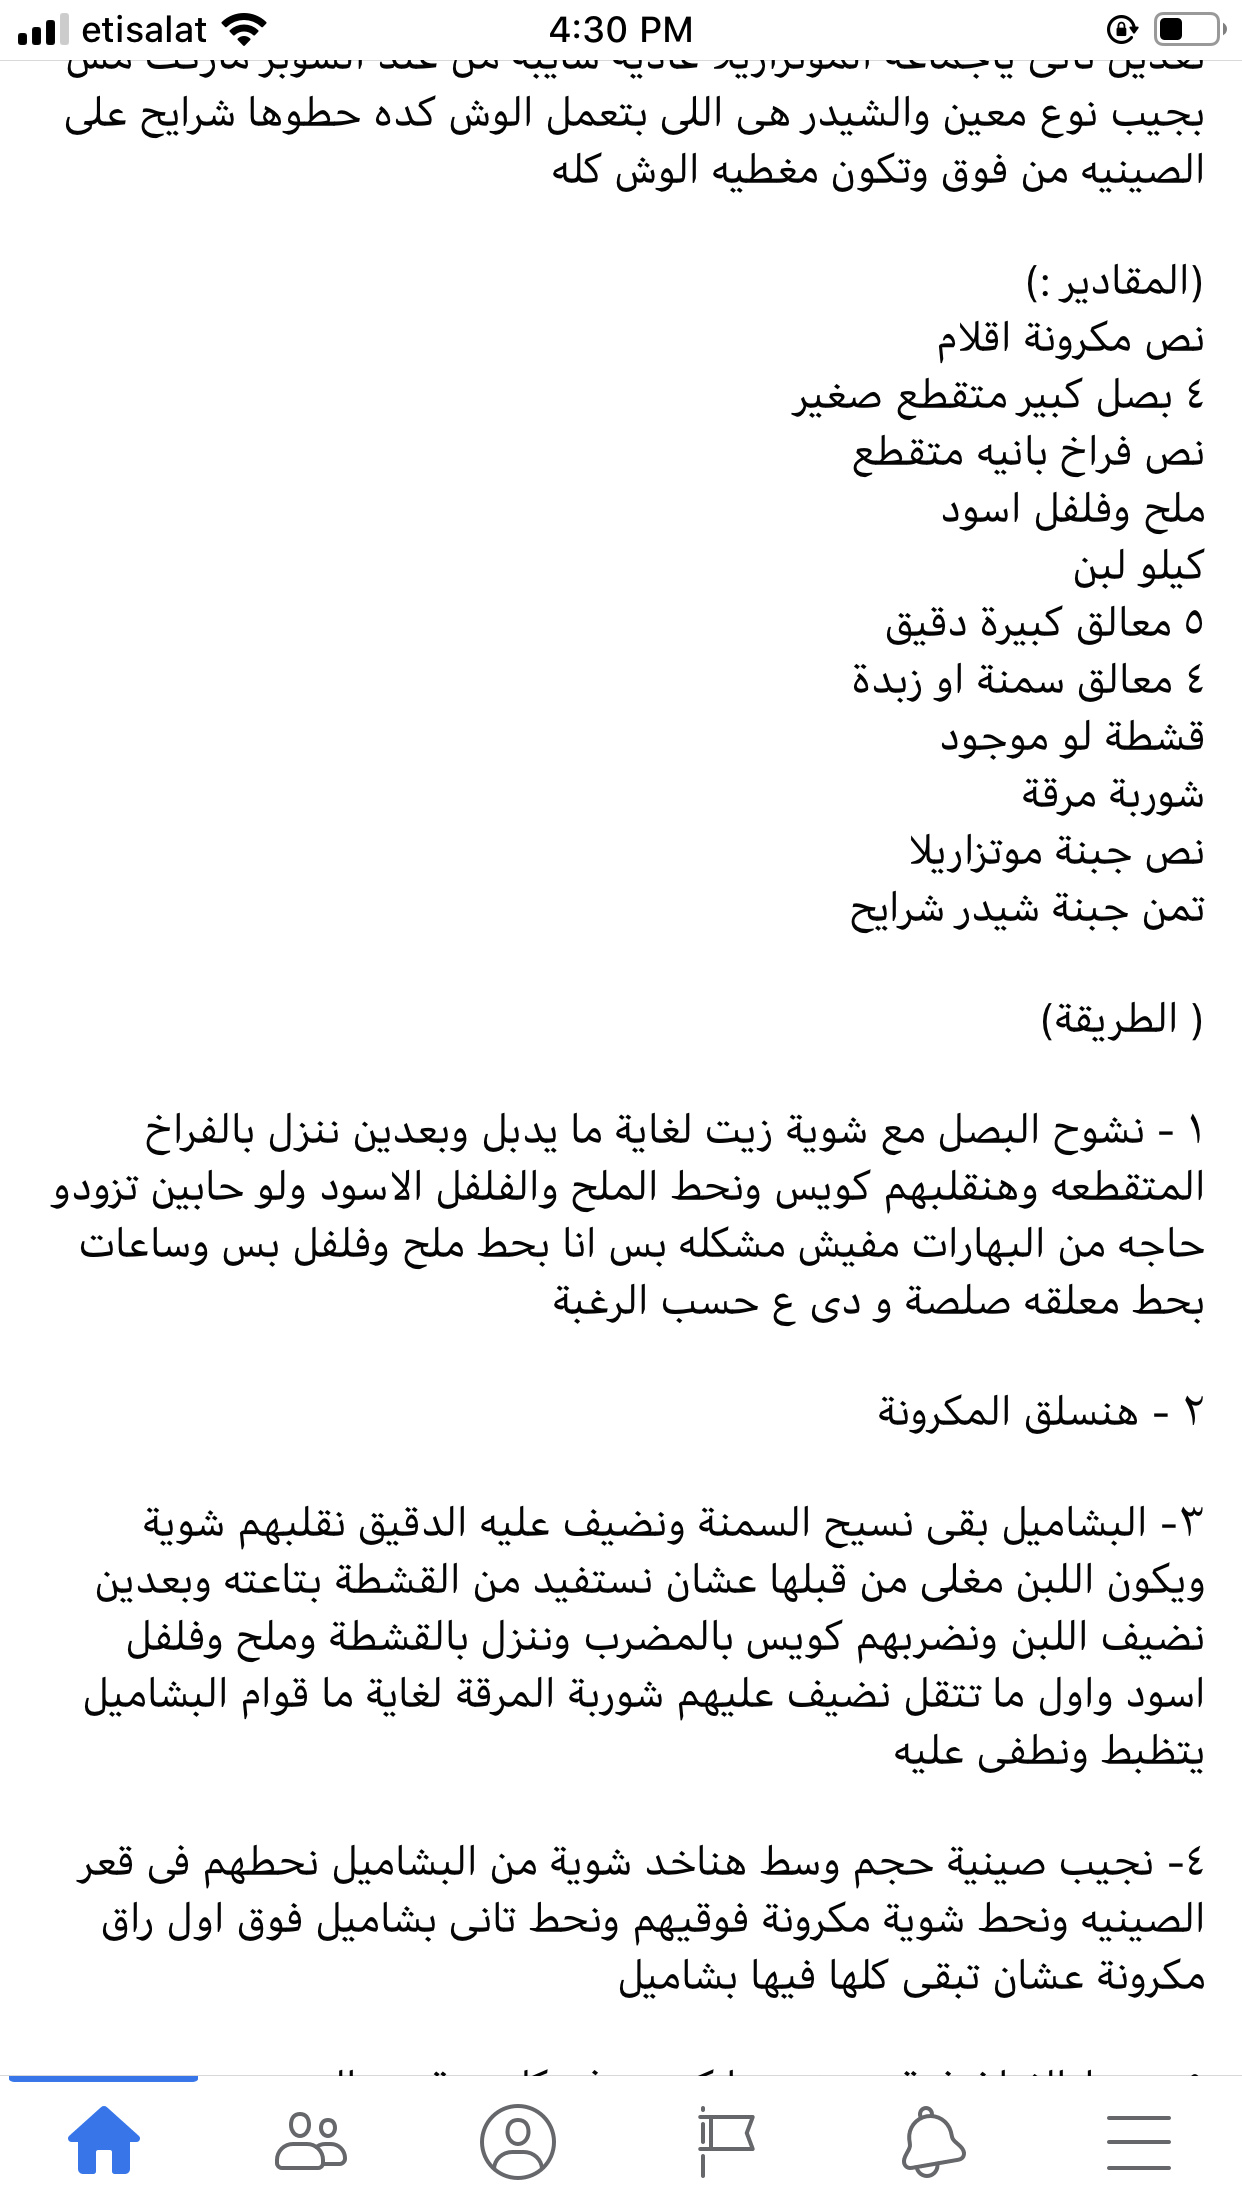 etisalat
4:30 PM
بجيب نوع معين والشيدر هى اللى بتعمل الوش كده حطوها شرايح على
الصينيه من فوق وتكون مغطيه الوش كله
(المقادير :)
نص مكرونة اقلام
٤ بصل كبير متقطع صغير
نص فراخ بانيه متقطع
ملح وفلفل اسود
كيلو لبن
٥ معالق كبيرة دقيق
٤ معالق سمنة او زبدة
قشطة لو موجود
شوربة مرقة
نص جبنة موتزاريلا
تمن جبنة شيدر شرايح
( الطريقة)
١ - نشوح البصل مع شوية زيت لغاية ما يدبل وبعدين ننزل بالفراخ
المتقطعه وهنقلبهم كويس ونحط الملح والفلفل الاسود ولو حابين تزودو
حاجه من البهارات مفيش مشكله بس انا بحط ملح وفلفل بس وساعات
بحط معلقه صلصة و دى ع حسب الرغبة
٢ - هنسلق المكرونة
٣- البشاميل بقى نسيح السمنة ونضيف عليه الدقيق نقلبهم شوية
ويكون اللبن مغلى من قبلها عشان نستفيد من القشطة بتاعته وبعدين
نضيف اللبن ونضربهم كويس بالمضرب وننزل بالقشطة وملح وفلفل
اسود واول ما تتقل نضيف عليهم شوربة المرقة لغاية ما قوام البشاميل
يتظبط ونطفى عليه
٤- نجيب صينية حجم وسط هناخد شوية من البشاميل نحطهم فى قعر
الصينيه ونحط شوية مكرونة فوقيهم ونحط تانى بشاميل فوق اول راق
مكرونة عشان تبقى كلها فيها بشاميل